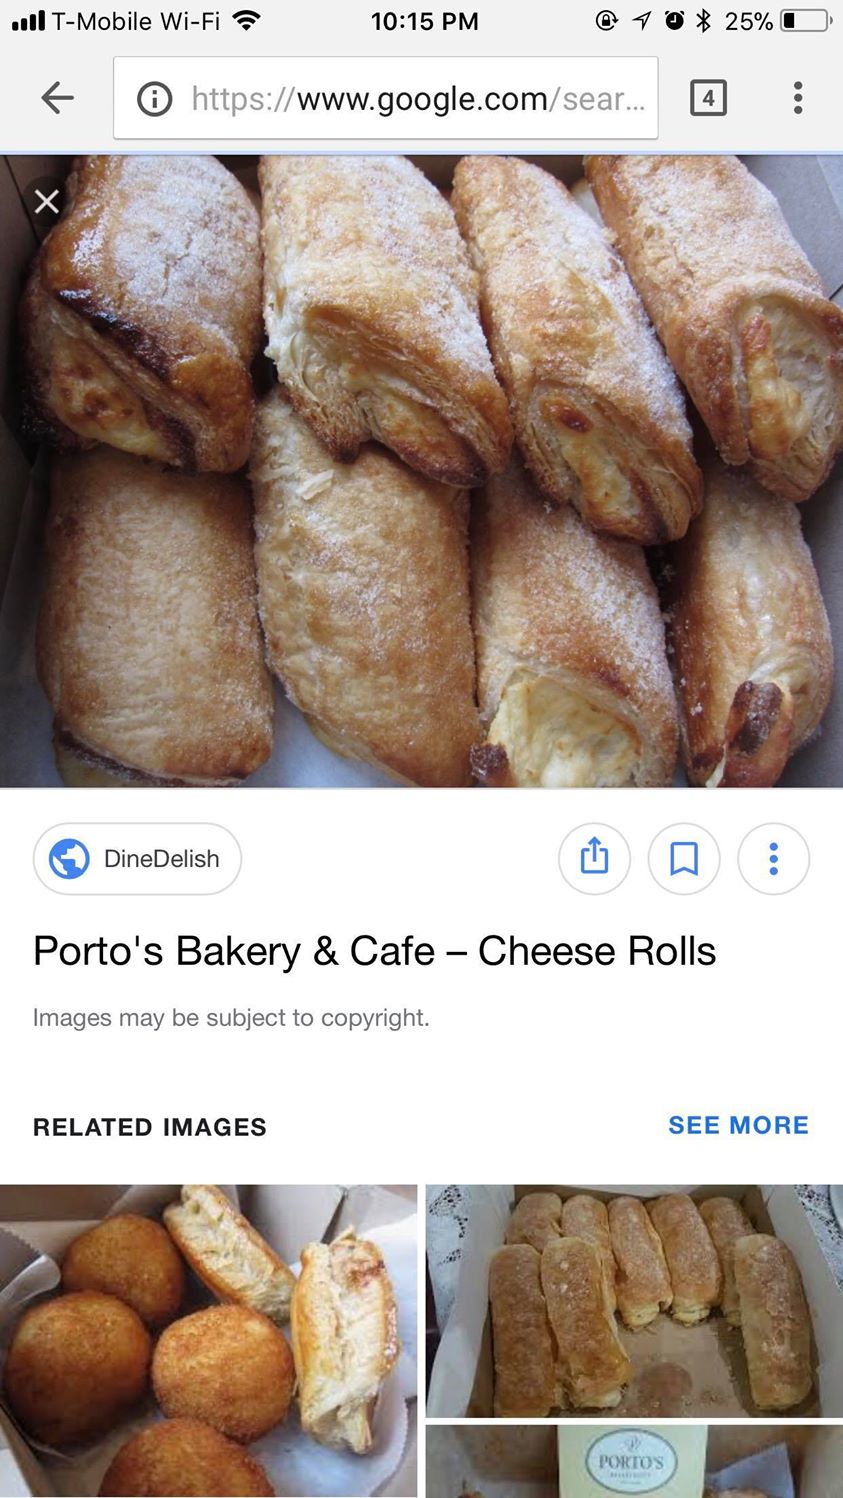 T-Mobile Wi-Fi 10:15 PM 25%
https://www.google.com/sear... 4
DineDelish
Porto's Bakery & Cafe – Cheese Rolls
Images may be subject to copyright.
RELATED IMAGES SEE MORE
PORTO'S